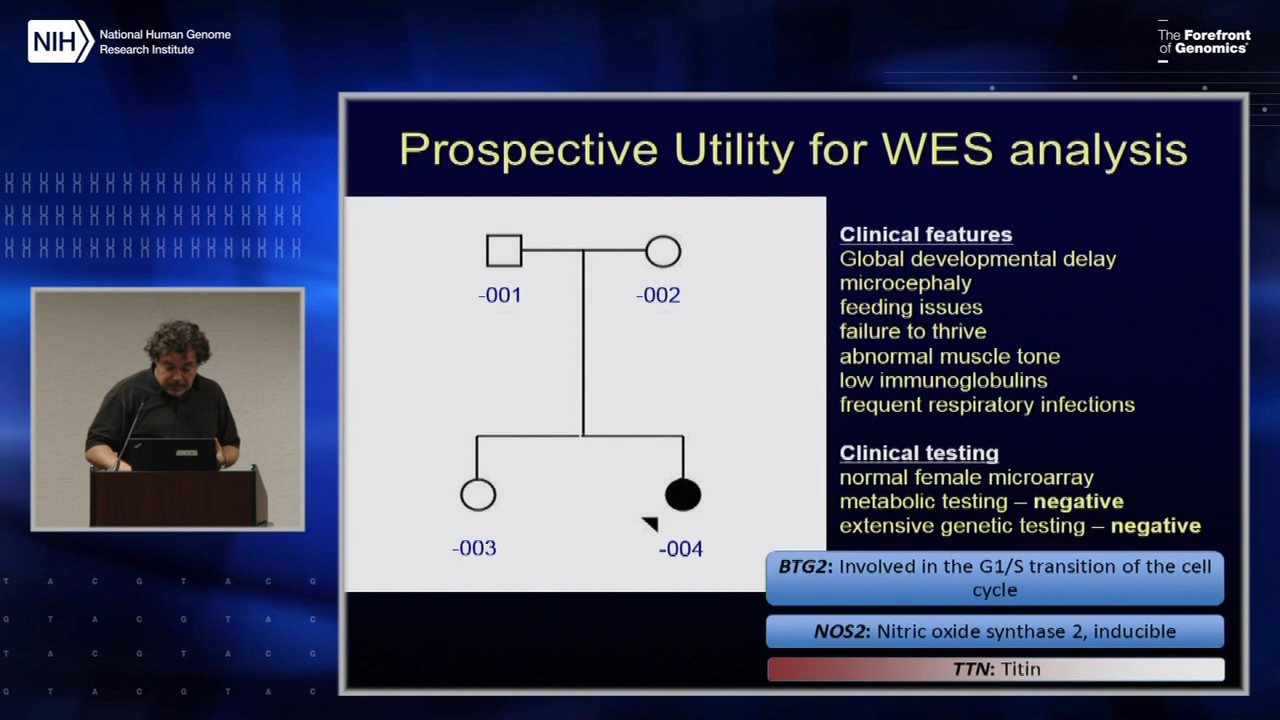 NIH
National Human Genome
Research Institute
The Forefront
of Genomics®
Prospective Utility for WES analysis
-001
-002
-003
-004
Clinical features
Global developmental delay
microcephaly
feeding issues
failure to thrive
abnormal muscle tone
low immunoglobulins
frequent respiratory infections
Clinical testing
normal female microarray
metabolic testing – negative
extensive genetic testing – negative
BTG2: Involved in the G1/S transition of the cell
cycle
NOS2: Nitric oxide synthase 2, inducible
TTN: Titin
T A C G T A C G
G T A C G T A C
T A C G T A C G
G T A C G T A C